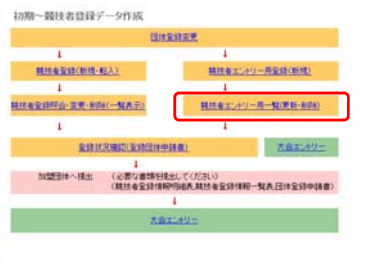 初期～競技者登録データ作成
団体登録変更
競技者登録(新規・転入)
競技者エントリー用登録(新規)
競技者登録照会・変更・削除(一覧表示)
競技者エントリー用一覧(更新・削除)
登録状況確認(登録団体申請書)
大会エントリー
加盟団体へ提出 (必要な書類を提出してください)
(競技者登録情報明細表,競技者登録情報一覧表,団体登録申請書)
大会エントリー